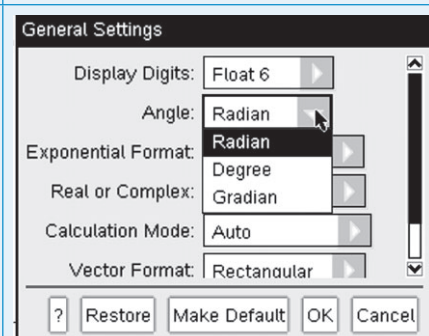 General Settings
Display Digits: Float 6
Angle: Radian
Radian
Exponential Format:
Degree
Real or Complex:
Gradian
Calculation Mode: Auto
Vector Format: Rectangular
? Restore Make Default OK Cancel